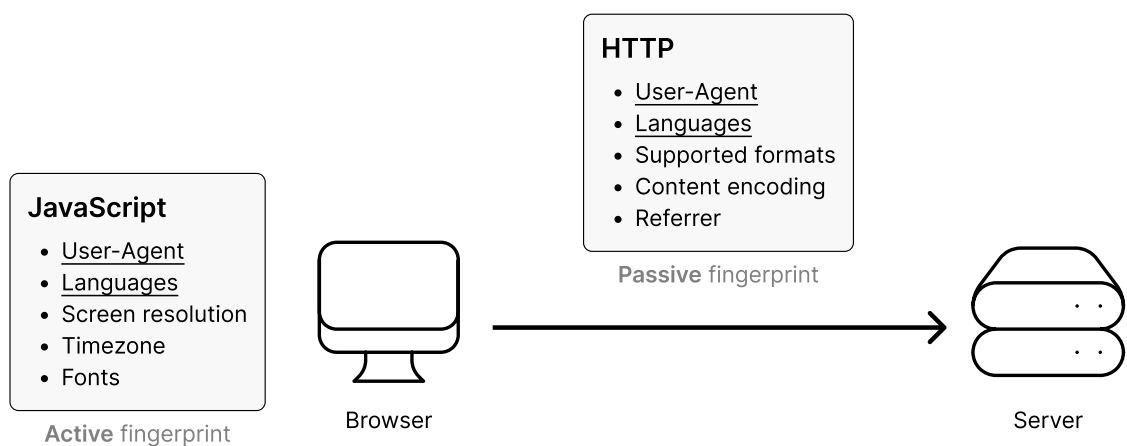 HTTP
• User-Agent
• Languages
• Supported formats
• Content encoding
• Referrer
Passive fingerprint
JavaScript
• User-Agent
• Languages
• Screen resolution
• Timezone
• Fonts
Active fingerprint
Browser
Server